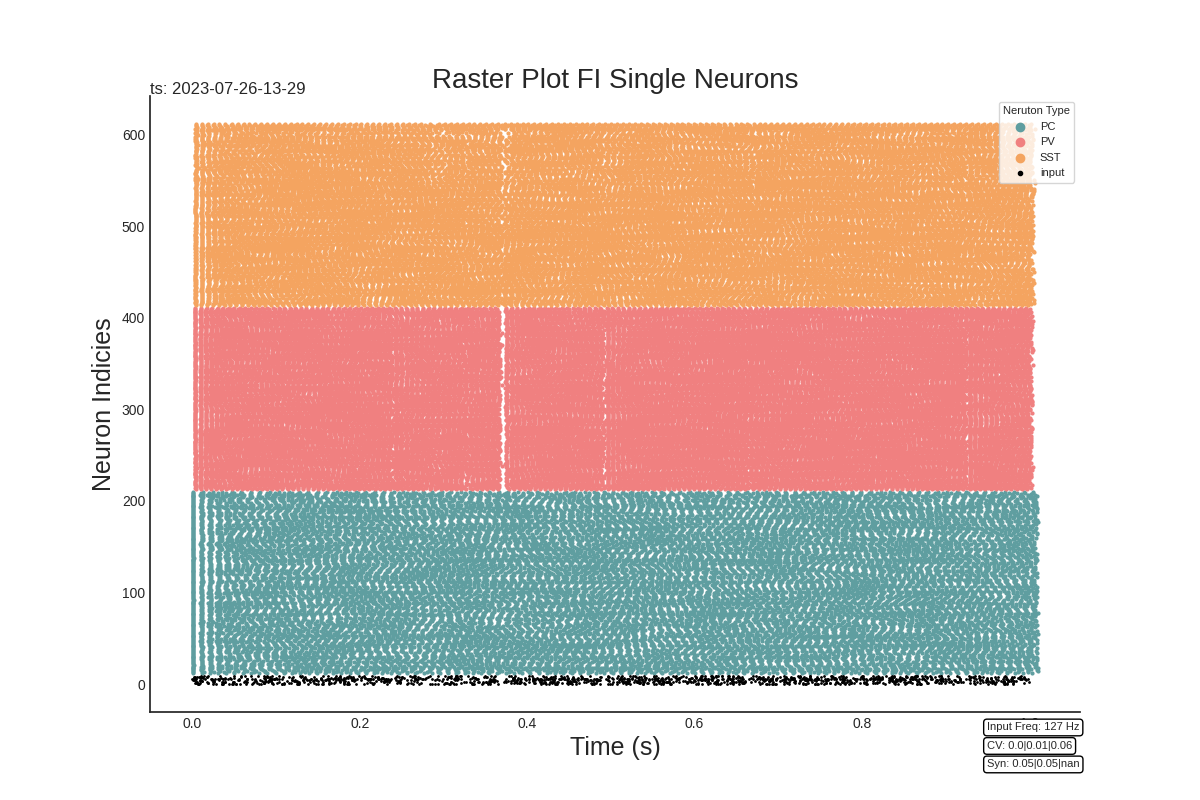 Raster Plot FI Single Neurons
ts: 2023-07-26-13-29
Neruton Type
PC
PV
SST
input
600
500
400
300
200
100
0
Neuron Indicies
0.0 0.2 0.4 0.6 0.8
Time (s)
Input Freq: 127 Hz
CV: 0.0|0.01|0.06
Syn: 0.05|0.05|nan